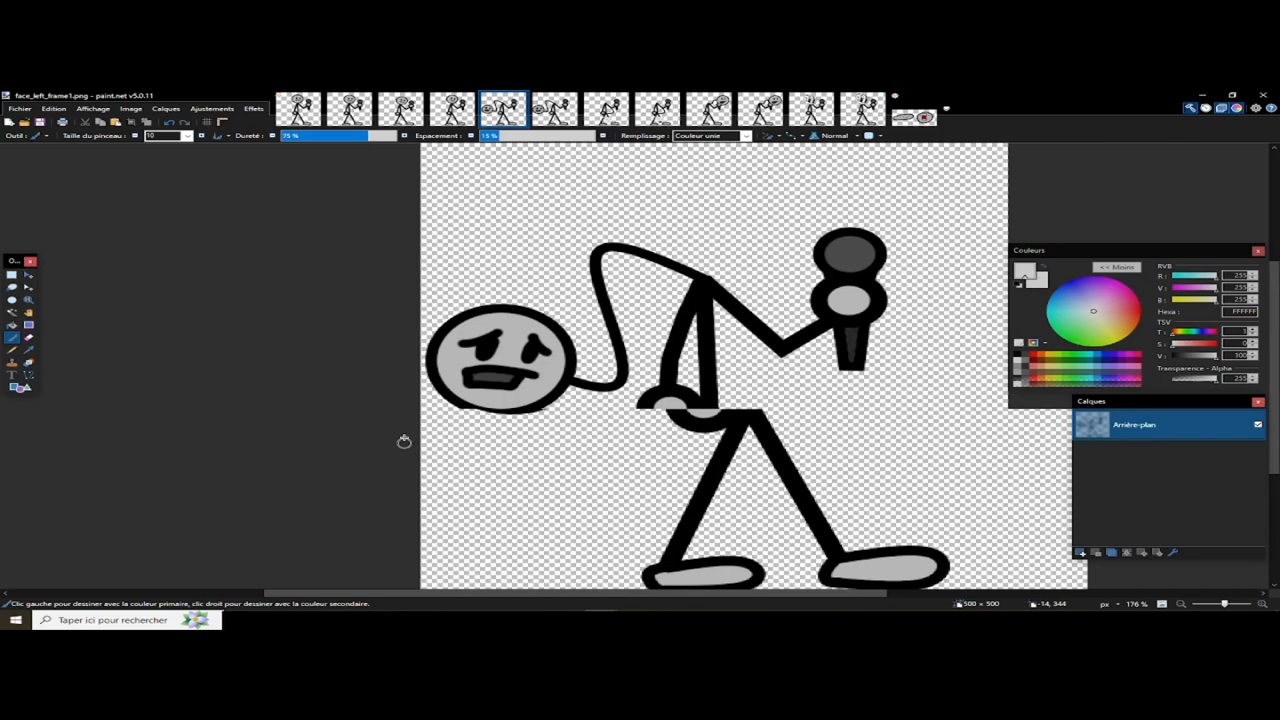 face_left_frame1.png - paint.net v5.0.11
Fichier Edition Affichage Image Calques Ajustements Effets
Outil: Taille du pinceau: 10 Dureté: 75 % Espacement: 15 % Remplissage: Couleur unie Normal
Couleurs
<< Moins
RVB
R: 255
V: 255
B: 255
Hexa: FFFFFF
TSV
T: 1
S: 0
V: 100
Transparence - Alpha
255
O...
Calques
Arrière-plan
Clic gauche pour dessiner avec la couleur primaire, clic droit pour dessiner avec la couleur secondaire. 500 × 500 -14, 344 px 176 %
Taper ici pour rechercher